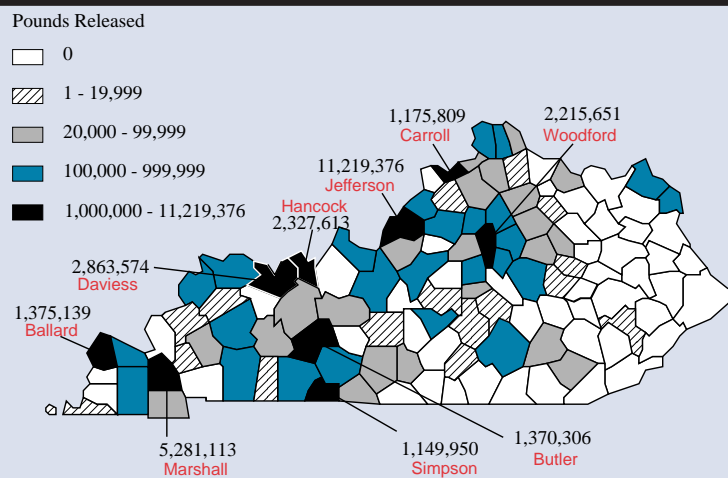 Pounds Released
0
1 - 19,999
20,000 - 99,999
100,000 - 999,999
1,000,000 - 11,219,376
1,175,809
Carroll
2,215,651
Woodford
11,219,376
Jefferson
Hancock
2,327,613
2,863,574
Daviess
1,375,139
Ballard
5,281,113
Marshall
1,149,950
Simpson
1,370,306
Butler